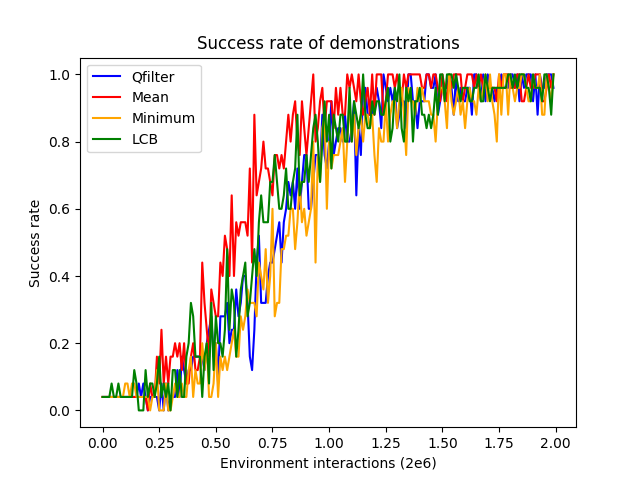 Success rate of demonstrations
Qfilter
Mean
Minimum
LCB
Success rate
1.0
0.8
0.6
0.4
0.2
0.0
0.00 0.25 0.50 0.75 1.00 1.25 1.50 1.75 2.00
Environment interactions (2e6)